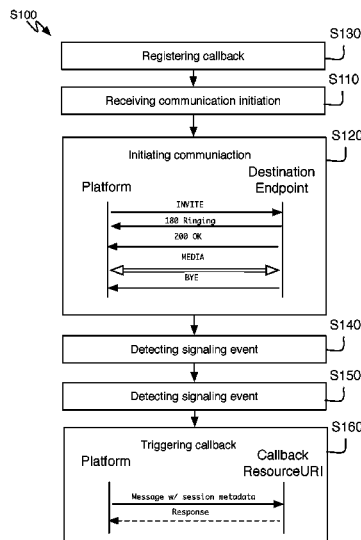 S100
S130
Registering callback
S110
Receiving communication initiation
S120
Initiating communiaction
Platform
Destination
Endpoint
INVITE
180 Ringing
200 OK
MEDIA
BYE
S140
Detecting signaling event
S150
Detecting signaling event
S160
Triggering callback
Platform
Callback
ResourceURI
Message w/ session metadata
Response